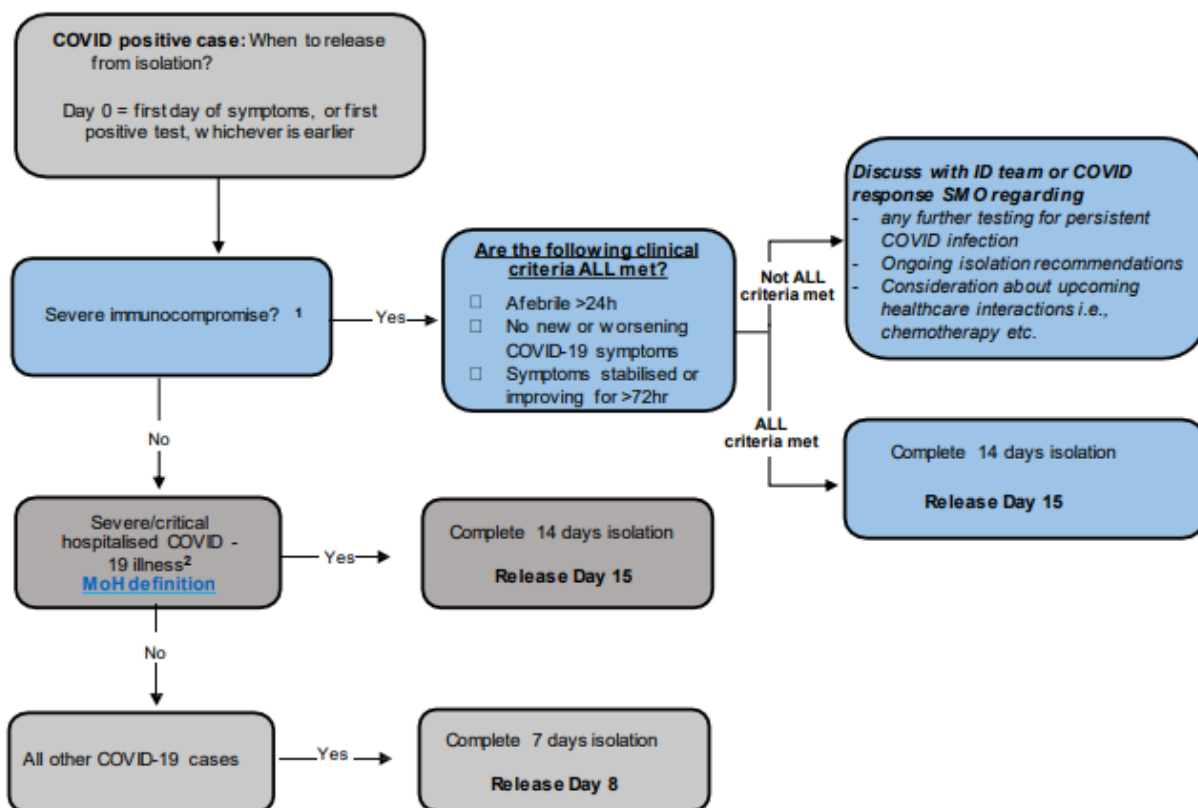 COVID positive case: When to release
from isolation?
Day 0 = first day of symptoms, or first
positive test, whichever is earlier
Severe immunocompromise? 1
Yes
Are the following clinical
criteria ALL met?
☐ Afebrile >24h
☐ No new or worsening
COVID-19 symptoms
☐ Symptoms stabilised or
improving for >72hr
Not ALL
criteria met
Discuss with ID team or COVID
response SMO regarding
- any further testing for persistent
COVID infection
- Ongoing isolation recommendations
- Consideration about upcoming
healthcare interactions i.e.,
chemotherapy etc.
ALL
criteria met
Complete 14 days isolation
Release Day 15
No
Severe/critical
hospitalised COVID -
19 illness2
MoH definition
Yes
Complete 14 days isolation
Release Day 15
No
All other COVID-19 cases
Yes
Complete 7 days isolation
Release Day 8